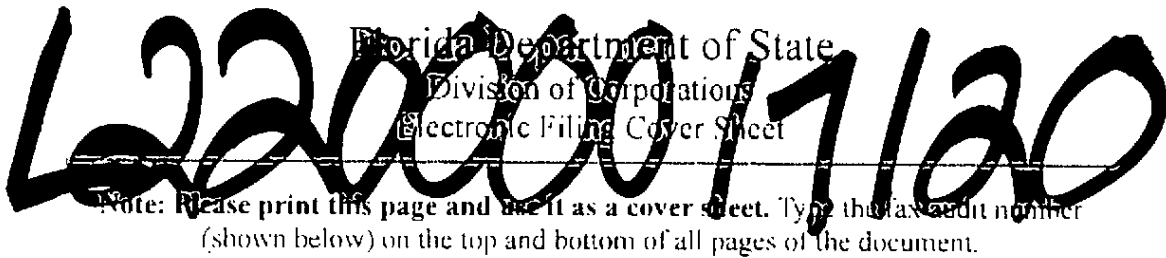 L22000017120
Florida Department of State
Division of Corporations
Electronic Filing Cover Sheet
Note: Please print this page and use it as a cover sheet. Type the fax audit number
(shown below) on the top and bottom of all pages of the document.